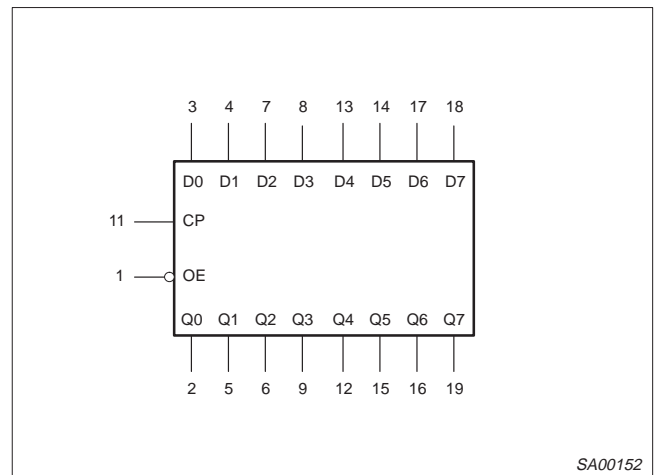 3 4 7 8 13 14 17 18
D0 D1 D2 D3 D4 D5 D6 D7
11 CP
1 OE
Q0 Q1 Q2 Q3 Q4 Q5 Q6 Q7
2 5 6 9 12 15 16 19
SA00152